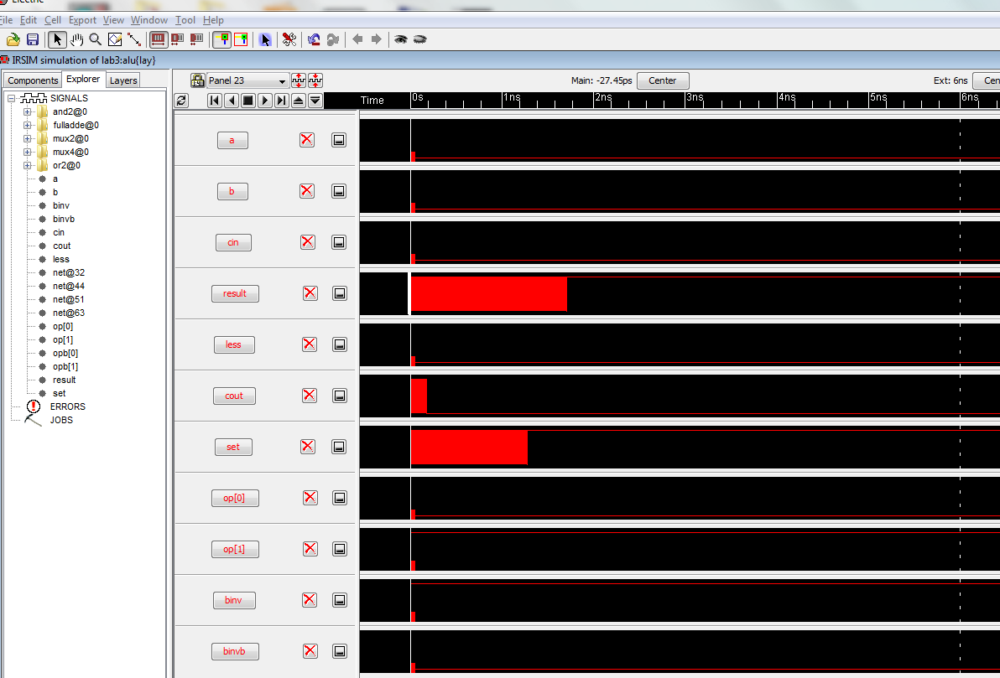 Electric
File Edit Cell Export View Window Tool Help
IRSIM simulation of lab3:alu{lay}
Components Explorer Layers
Panel 23 Main: -27.45ps Center Ext: 6ns Cen
Time 0s 1ns 2ns 3ns 4ns 5ns 6ns
SIGNALS
and2@0
fulladde@0
mux2@0
mux4@0
or2@0
a
b
binv
binvb
cin
cout
less
net@32
net@44
net@51
net@63
op[0]
op[1]
opb[0]
opb[1]
result
set
ERRORS
JOBS
a
b
cin
result
less
cout
set
op[0]
op[1]
binv
binvb